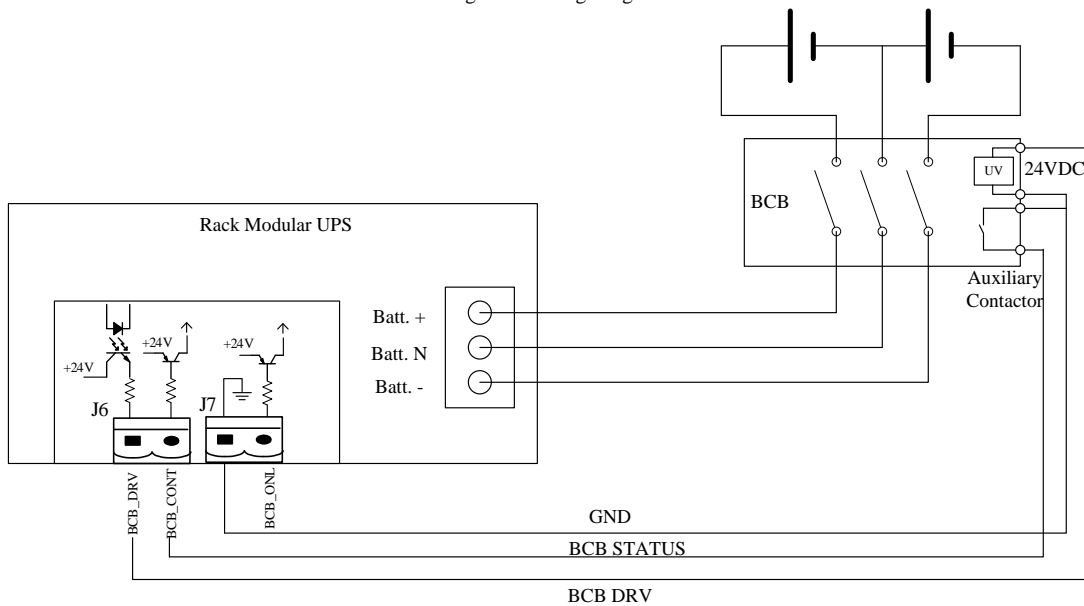 UV
24VDC
BCB
Rack Modular UPS
Auxiliary
Contactor
Batt. +
Batt. N
Batt. -
+24V
+24V
+24V
J6
J7
BCB_DRV
BCB_CONT
BCB_ONL
GND
BCB STATUS
BCB DRV